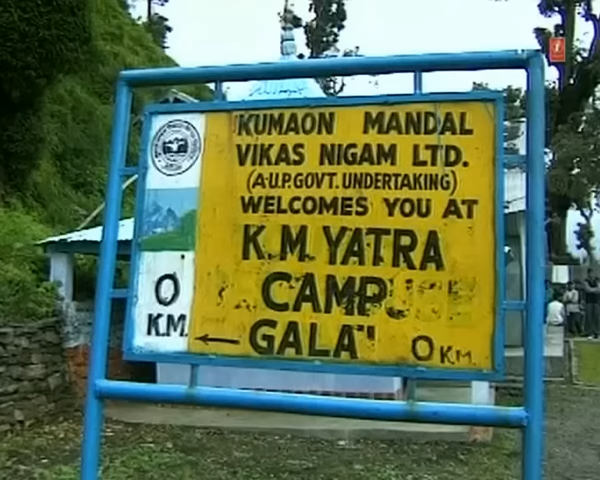 KUMAON MANDAL
VIKAS NIGAM LTD.
(A.U.P.GOVT.UNDERTAKING)
WELCOMES YOU AT
K.M.YATRA
CAMP
GALA
0 K.M.
0
K.M.
T